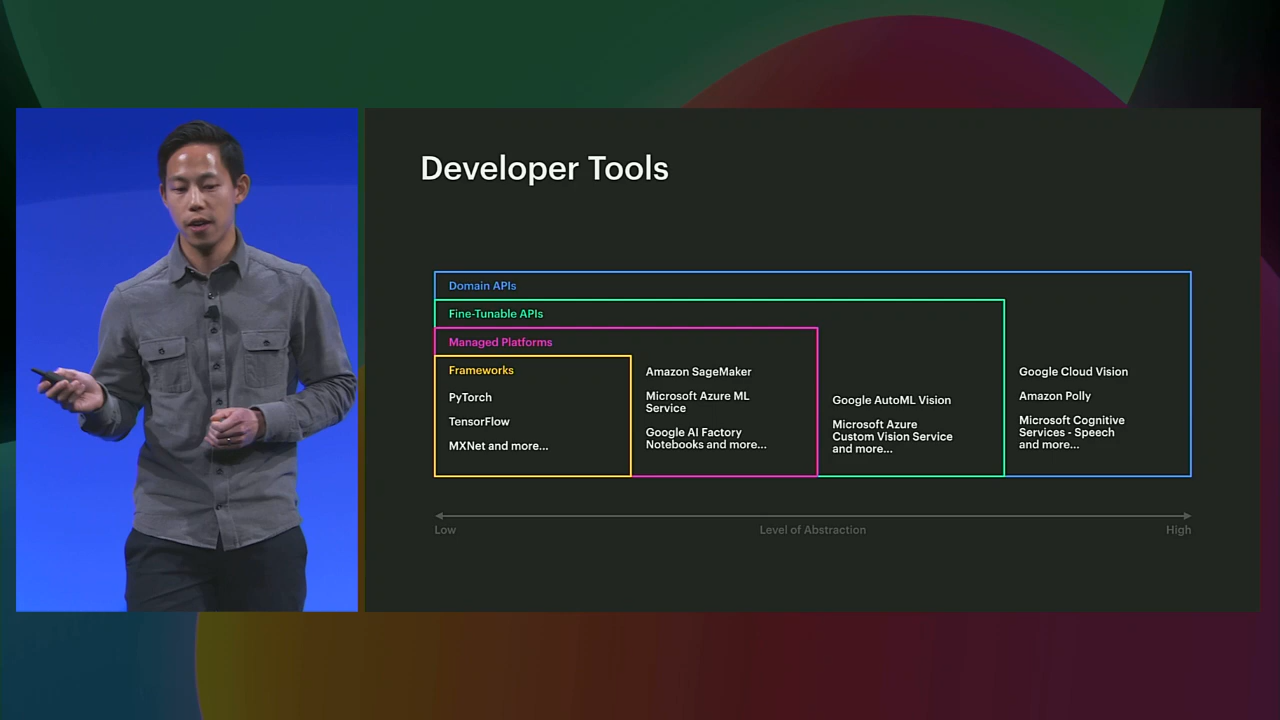 Developer Tools
Domain APIs
Fine-Tunable APIs
Managed Platforms
Frameworks
PyTorch
TensorFlow
MXNet and more...
Amazon SageMaker
Microsoft Azure ML
Service
Google AI Factory
Notebooks and more...
Google AutoML Vision
Microsoft Azure
Custom Vision Service
and more...
Google Cloud Vision
Amazon Polly
Microsoft Cognitive
Services - Speech
and more...
Low
Level of Abstraction
High